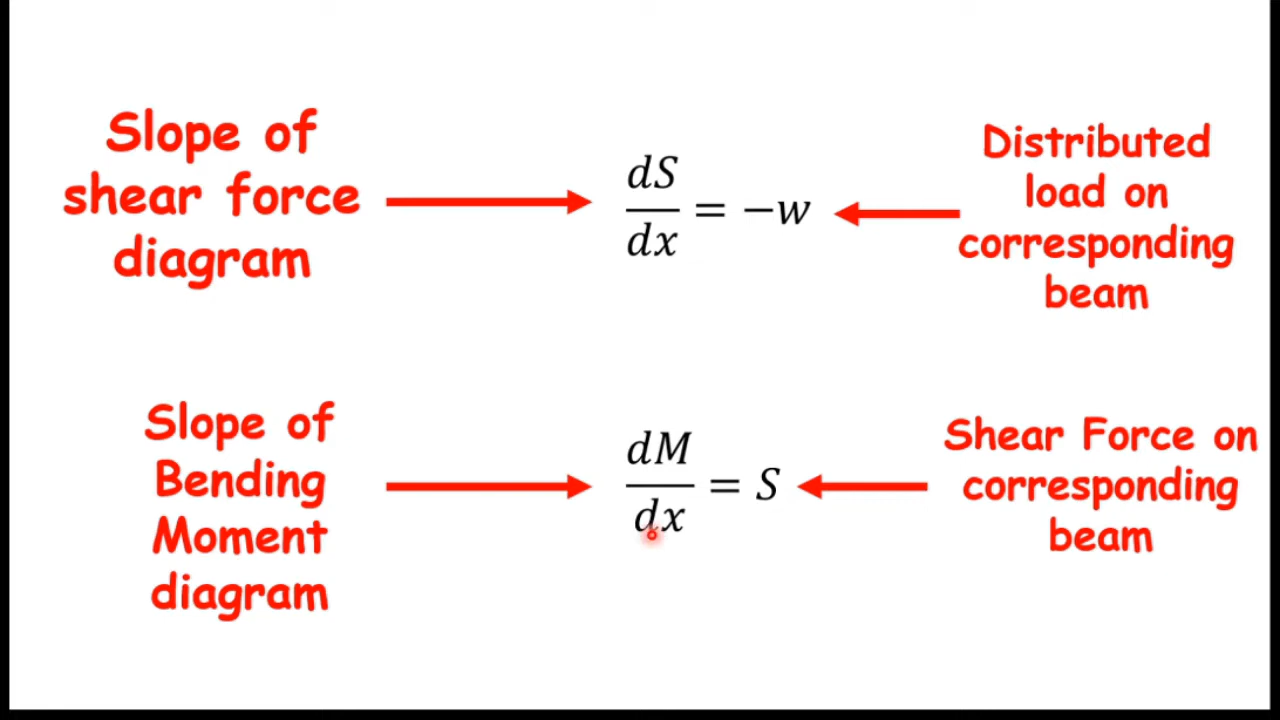 Slope of
shear force
diagram
dS
dx
= −w
Distributed
load on
corresponding
beam
Slope of
Bending
Moment
diagram
dM
dx
= S
Shear Force on
corresponding
beam